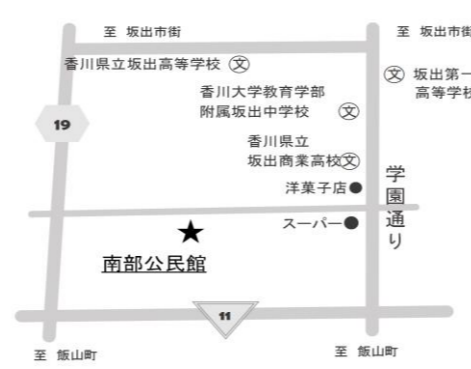 至 坂出市街
至 坂出市街
香川県立坂出高等学校 文
文 坂出第一
高等学校
香川大学教育学部
附属坂出中学校 文
19
香川県立
坂出商業高校文
洋菓子店
学園通り
スーパー
南部公民館
11
至 飯山町
至 飯山町